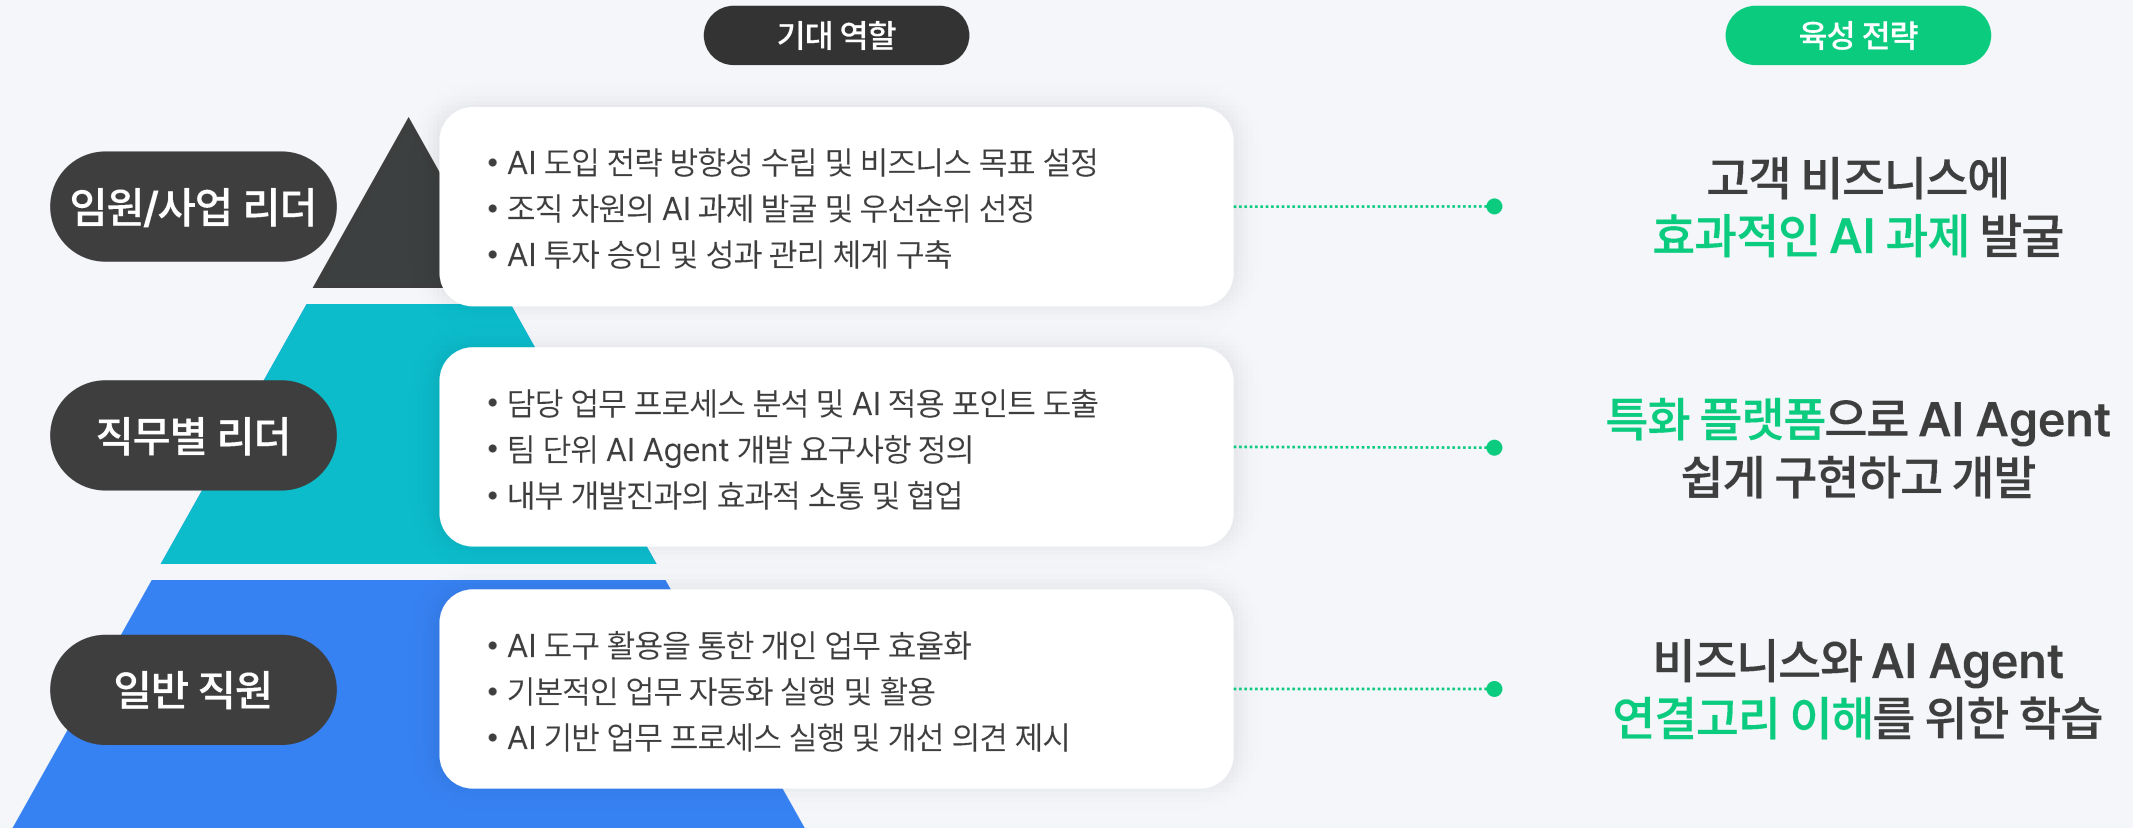 기대 역할
육성 전략
임원/사업 리더
• AI 도입 전략 방향성 수립 및 비즈니스 목표 설정
• 조직 차원의 AI 과제 발굴 및 우선순위 선정
• AI 투자 승인 및 성과 관리 체계 구축
고객 비즈니스에
효과적인 AI 과제 발굴
직무별 리더
• 담당 업무 프로세스 분석 및 AI 적용 포인트 도출
• 팀 단위 AI Agent 개발 요구사항 정의
• 내부 개발진과의 효과적 소통 및 협업
특화 플랫폼으로 AI Agent
쉽게 구현하고 개발
일반 직원
• AI 도구 활용을 통한 개인 업무 효율화
• 기본적인 업무 자동화 실행 및 활용
• AI 기반 업무 프로세스 실행 및 개선 의견 제시
비즈니스와 AI Agent
연결고리 이해를 위한 학습